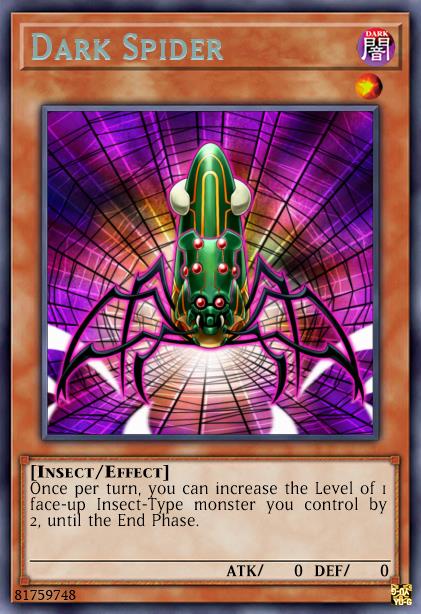 DARK SPIDER
DARK
闇
[INSECT/EFFECT]
Once per turn, you can increase the Level of 1
face-up Insect-Type monster you control by
2, until the End Phase.
ATK/ 0 DEF/ 0
81759748